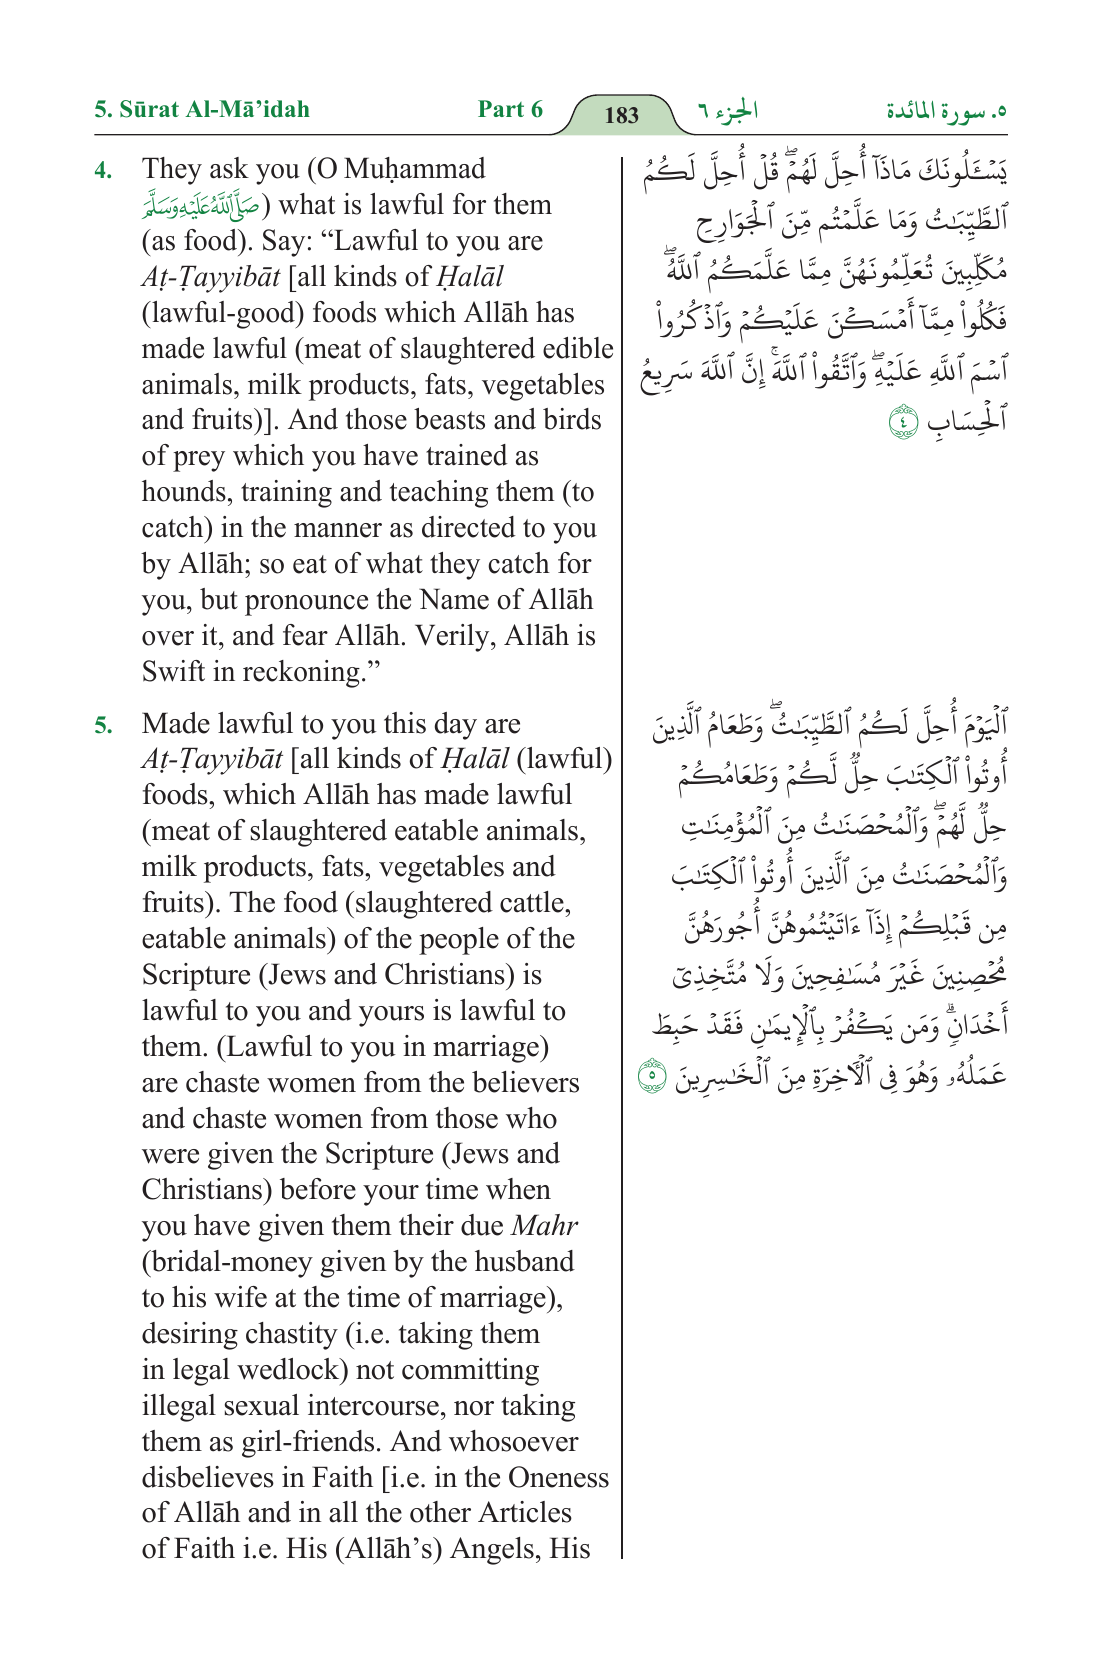 5. Sūrat Al-Mā’idah
Part 6
183
الجزء ٦
٥. سورة المائدة
4. They ask you (O Muḥammad
صَلَّى اللَّهُ عَلَيْهِ وَسَلَّمَ) what is lawful for them
(as food). Say: “Lawful to you are
Aṭ-Ṭayyibāt [all kinds of Ḥalāl
(lawful-good) foods which Allāh has
made lawful (meat of slaughtered edible
animals, milk products, fats, vegetables
and fruits)]. And those beasts and birds
of prey which you have trained as
hounds, training and teaching them (to
catch) in the manner as directed to you
by Allāh; so eat of what they catch for
you, but pronounce the Name of Allāh
over it, and fear Allāh. Verily, Allāh is
Swift in reckoning.”
5. Made lawful to you this day are
Aṭ-Ṭayyibāt [all kinds of Ḥalāl (lawful)
foods, which Allāh has made lawful
(meat of slaughtered eatable animals,
milk products, fats, vegetables and
fruits). The food (slaughtered cattle,
eatable animals) of the people of the
Scripture (Jews and Christians) is
lawful to you and yours is lawful to
them. (Lawful to you in marriage)
are chaste women from the believers
and chaste women from those who
were given the Scripture (Jews and
Christians) before your time when
you have given them their due Mahr
(bridal-money given by the husband
to his wife at the time of marriage),
desiring chastity (i.e. taking them
in legal wedlock) not committing
illegal sexual intercourse, nor taking
them as girl-friends. And whosoever
disbelieves in Faith [i.e. in the Oneness
of Allāh and in all the other Articles
of Faith i.e. His (Allāh’s) Angels, His
يَسْـَٔلُونَكَ مَاذَآ أُحِلَّ لَهُمْ ۖ قُلْ أُحِلَّ لَكُمُ
ٱلطَّيِّبَـٰتُ وَمَا عَلَّمْتُم مِّنَ ٱلْجَوَارِحِ
مُكَلِّبِينَ تُعَلِّمُونَهُنَّ مِمَّا عَلَّمَكُمُ ٱللَّهُ ۖ
فَكُلُوا۟ مِمَّآ أَمْسَكْنَ عَلَيْكُمْ وَٱذْكُرُوا۟
ٱسْمَ ٱللَّهِ عَلَيْهِ ۖ وَٱتَّقُوا۟ ٱللَّهَ ۚ إِنَّ ٱللَّهَ سَرِيعُ
ٱلْحِسَابِ ٤
ٱلْيَوْمَ أُحِلَّ لَكُمُ ٱلطَّيِّبَـٰتُ ۖ وَطَعَامُ ٱلَّذِينَ
أُوتُوا۟ ٱلْكِتَـٰبَ حِلٌّ لَّكُمْ وَطَعَامُكُمْ
حِلٌّ لَّهُمْ ۖ وَٱلْمُحْصَنَـٰتُ مِنَ ٱلْمُؤْمِنَـٰتِ
وَٱلْمُحْصَنَـٰتُ مِنَ ٱلَّذِينَ أُوتُوا۟ ٱلْكِتَـٰبَ
مِن قَبْلِكُمْ إِذَآ ءَاتَيْتُمُوهُنَّ أُجُورَهُنَّ
مُحْصِنِينَ غَيْرَ مُسَـٰفِحِينَ وَلَا مُتَّخِذِىٓ
أَخْدَانٍ ۗ وَمَن يَكْفُرْ بِٱلْإِيمَـٰنِ فَقَدْ حَبِطَ
عَمَلُهُۥ وَهُوَ فِى ٱلْـَٔاخِرَةِ مِنَ ٱلْخَـٰسِرِينَ ٥